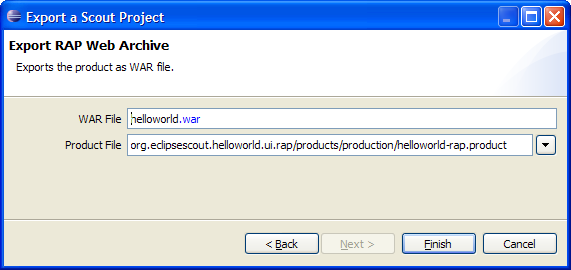 Export a Scout Project
Export RAP Web Archive
Exports the product as WAR file.
WAR File helloworld.war
Product File org.eclipsescout.helloworld.ui.rap/products/production/helloworld-rap.product
< Back Next > Finish Cancel